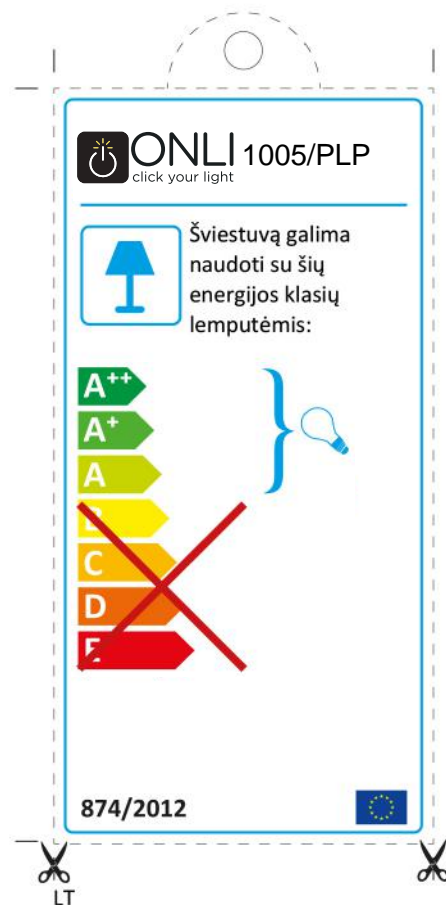 ONLI 1005/PLP
click your light
Šviestuvą galima
naudoti su šių
energijos klasių
lemputėmis:
A++
A+
A
B
C
D
E
874/2012
LT